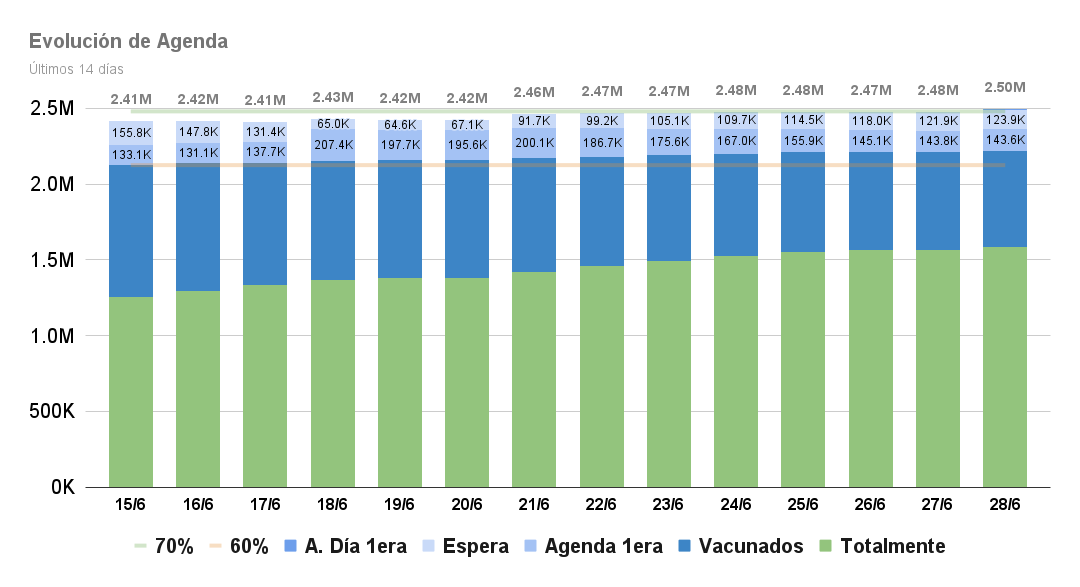 Evolución de Agenda
Últimos 14 días
2.41M 2.42M 2.41M 2.43M 2.42M 2.42M 2.46M 2.47M 2.47M 2.48M 2.48M 2.47M 2.48M 2.50M
2.5M
155.8K 147.8K 131.4K 65.0K 64.6K 67.1K 91.7K 99.2K 105.1K 109.7K 114.5K 118.0K 121.9K 123.9K
133.1K 131.1K 137.7K 207.4K 197.7K 195.6K 200.1K 186.7K 175.6K 167.0K 155.9K 145.1K 143.8K 143.6K
2.0M
1.5M
1.0M
500K
0K
15/6 16/6 17/6 18/6 19/6 20/6 21/6 22/6 23/6 24/6 25/6 26/6 27/6 28/6
70% 60% A. Día 1era Espera Agenda 1era Vacunados Totalmente